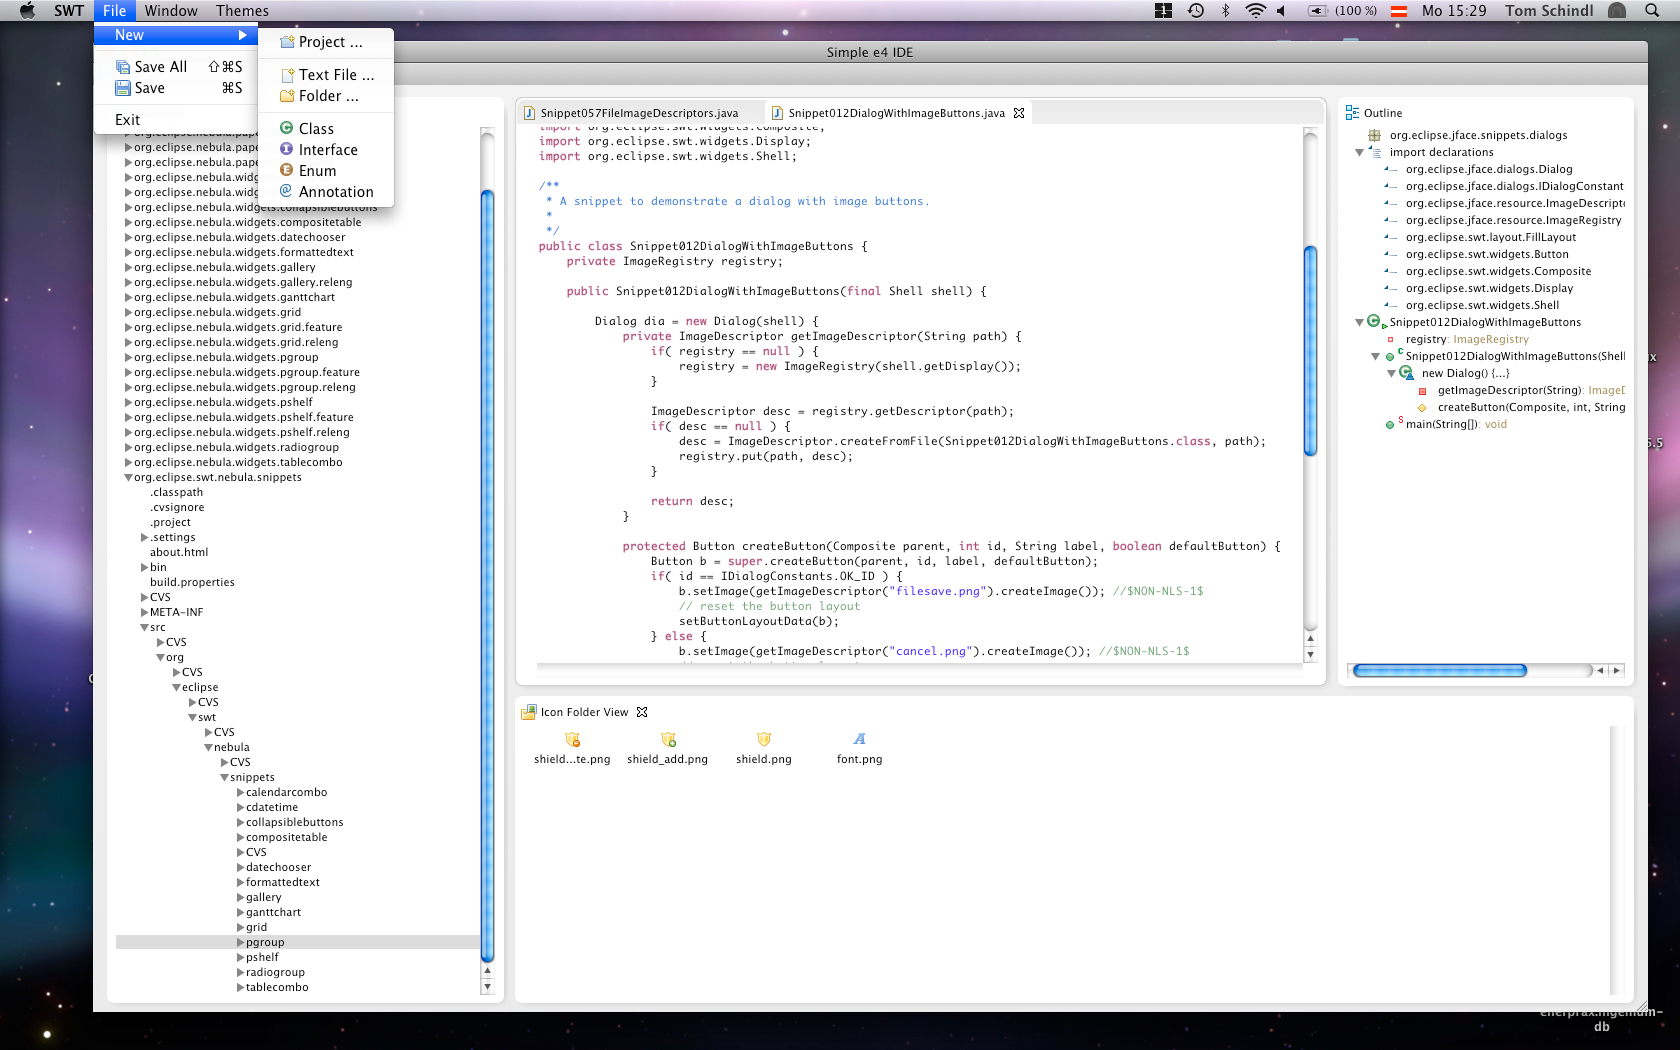 SWT File Window Themes
1 (100 %) Mo 15:29 Tom Schindl
New
Save All ⇧⌘S
Save ⌘S
Exit
Project ...
Text File ...
Folder ...
Class
Interface
Enum
Annotation
Simple e4 IDE
org.eclipse.nebula.pape
org.eclipse.nebula.pape
org.eclipse.nebula.pape
org.eclipse.nebula.widg
org.eclipse.nebula.widg
org.eclipse.nebula.widgets.collapsiblebuttons
org.eclipse.nebula.widgets.compositetable
org.eclipse.nebula.widgets.datechooser
org.eclipse.nebula.widgets.formattedtext
org.eclipse.nebula.widgets.gallery
org.eclipse.nebula.widgets.gallery.releng
org.eclipse.nebula.widgets.ganttchart
org.eclipse.nebula.widgets.grid
org.eclipse.nebula.widgets.grid.feature
org.eclipse.nebula.widgets.grid.releng
org.eclipse.nebula.widgets.pgroup
org.eclipse.nebula.widgets.pgroup.feature
org.eclipse.nebula.widgets.pgroup.releng
org.eclipse.nebula.widgets.pshelf
org.eclipse.nebula.widgets.pshelf.feature
org.eclipse.nebula.widgets.pshelf.releng
org.eclipse.nebula.widgets.radiogroup
org.eclipse.nebula.widgets.tablecombo
org.eclipse.swt.nebula.snippets
.classpath
.cvsignore
.project
.settings
about.html
bin
build.properties
CVS
META-INF
src
CVS
org
CVS
eclipse
CVS
swt
CVS
nebula
CVS
snippets
calendarcombo
cdatetime
collapsiblebuttons
compositetable
CVS
datechooser
formattedtext
gallery
ganttchart
grid
pgroup
pshelf
radiogroup
tablecombo
Snippet057FileImageDescriptors.java Snippet012DialogWithImageButtons.java
import org.eclipse.swt.widgets.Composite;
import org.eclipse.swt.widgets.Display;
import org.eclipse.swt.widgets.Shell;
/**
* A snippet to demonstrate a dialog with image buttons.
*
*/
public class Snippet012DialogWithImageButtons {
private ImageRegistry registry;
public Snippet012DialogWithImageButtons(final Shell shell) {
Dialog dia = new Dialog(shell) {
private ImageDescriptor getImageDescriptor(String path) {
if( registry == null ) {
registry = new ImageRegistry(shell.getDisplay());
}
ImageDescriptor desc = registry.getDescriptor(path);
if( desc == null ) {
desc = ImageDescriptor.createFromFile(Snippet012DialogWithImageButtons.class, path);
registry.put(path, desc);
}
return desc;
}
protected Button createButton(Composite parent, int id, String label, boolean defaultButton) {
Button b = super.createButton(parent, id, label, defaultButton);
if( id == IDialogConstants.OK_ID ) {
b.setImage(getImageDescriptor("filesave.png").createImage()); //$NON-NLS-1$
// reset the button layout
setButtonLayoutData(b);
} else {
b.setImage(getImageDescriptor("cancel.png").createImage()); //$NON-NLS-1$
Outline
org.eclipse.jface.snippets.dialogs
import declarations
org.eclipse.jface.dialogs.Dialog
org.eclipse.jface.dialogs.IDialogConstant
org.eclipse.jface.resource.ImageDescript
org.eclipse.jface.resource.ImageRegistry
org.eclipse.swt.layout.FillLayout
org.eclipse.swt.widgets.Button
org.eclipse.swt.widgets.Composite
org.eclipse.swt.widgets.Display
org.eclipse.swt.widgets.Shell
Snippet012DialogWithImageButtons
registry: ImageRegistry
Snippet012DialogWithImageButtons(Shell
new Dialog() {...}
getImageDescriptor(String): ImageD
createButton(Composite, int, String
main(String[]): void
Icon Folder View
shield...te.png shield_add.png shield.png font.png
db